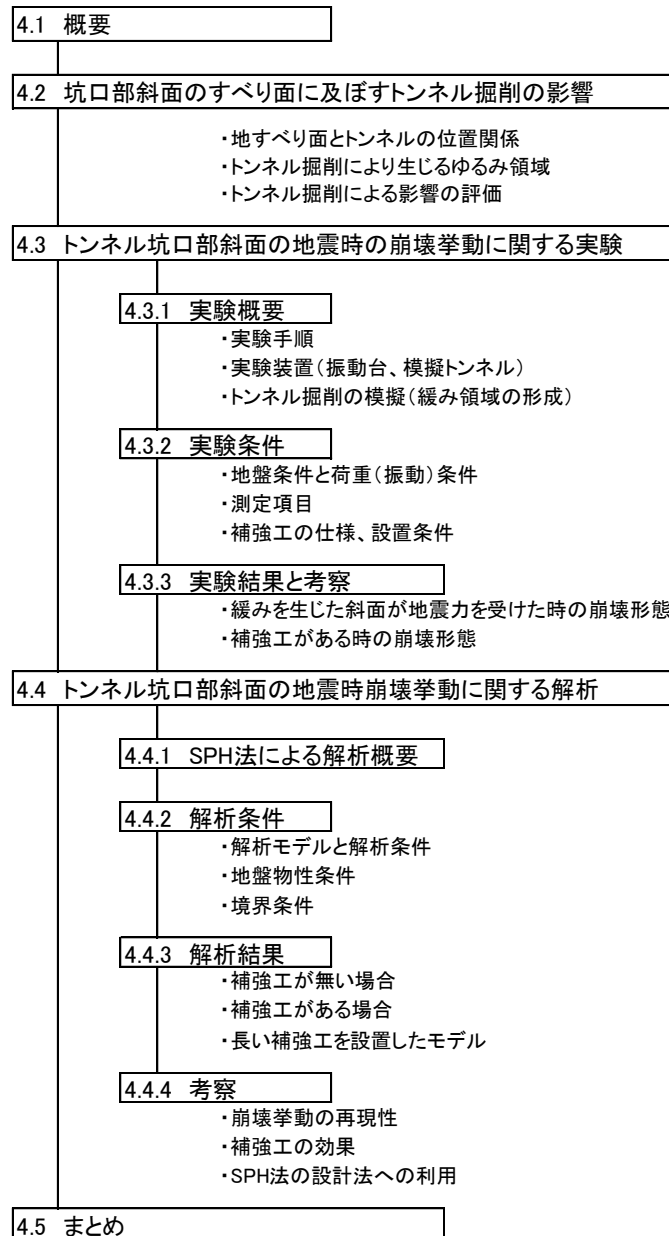 4.1 概要
4.2 坑口部斜面のすべり面に及ぼすトンネル掘削の影響
・地すべり面とトンネルの位置関係
・トンネル掘削により生じるゆるみ領域
・トンネル掘削による影響の評価
4.3 トンネル坑口部斜面の地震時の崩壊挙動に関する実験
4.3.1 実験概要
・実験手順
・実験装置(振動台、模擬トンネル)
・トンネル掘削の模擬(緩み領域の形成)
4.3.2 実験条件
・地盤条件と荷重(振動)条件
・測定項目
・補強工の仕様、設置条件
4.3.3 実験結果と考察
・緩みを生じた斜面が地震力を受けた時の崩壊形態
・補強工がある時の崩壊形態
4.4 トンネル坑口部斜面の地震時崩壊挙動に関する解析
4.4.1 SPH法による解析概要
4.4.2 解析条件
・解析モデルと解析条件
・地盤物性条件
・境界条件
4.4.3 解析結果
・補強工が無い場合
・補強工がある場合
・長い補強工を設置したモデル
4.4.4 考察
・崩壊挙動の再現性
・補強工の効果
・SPH法の設計法への利用
4.5 まとめ